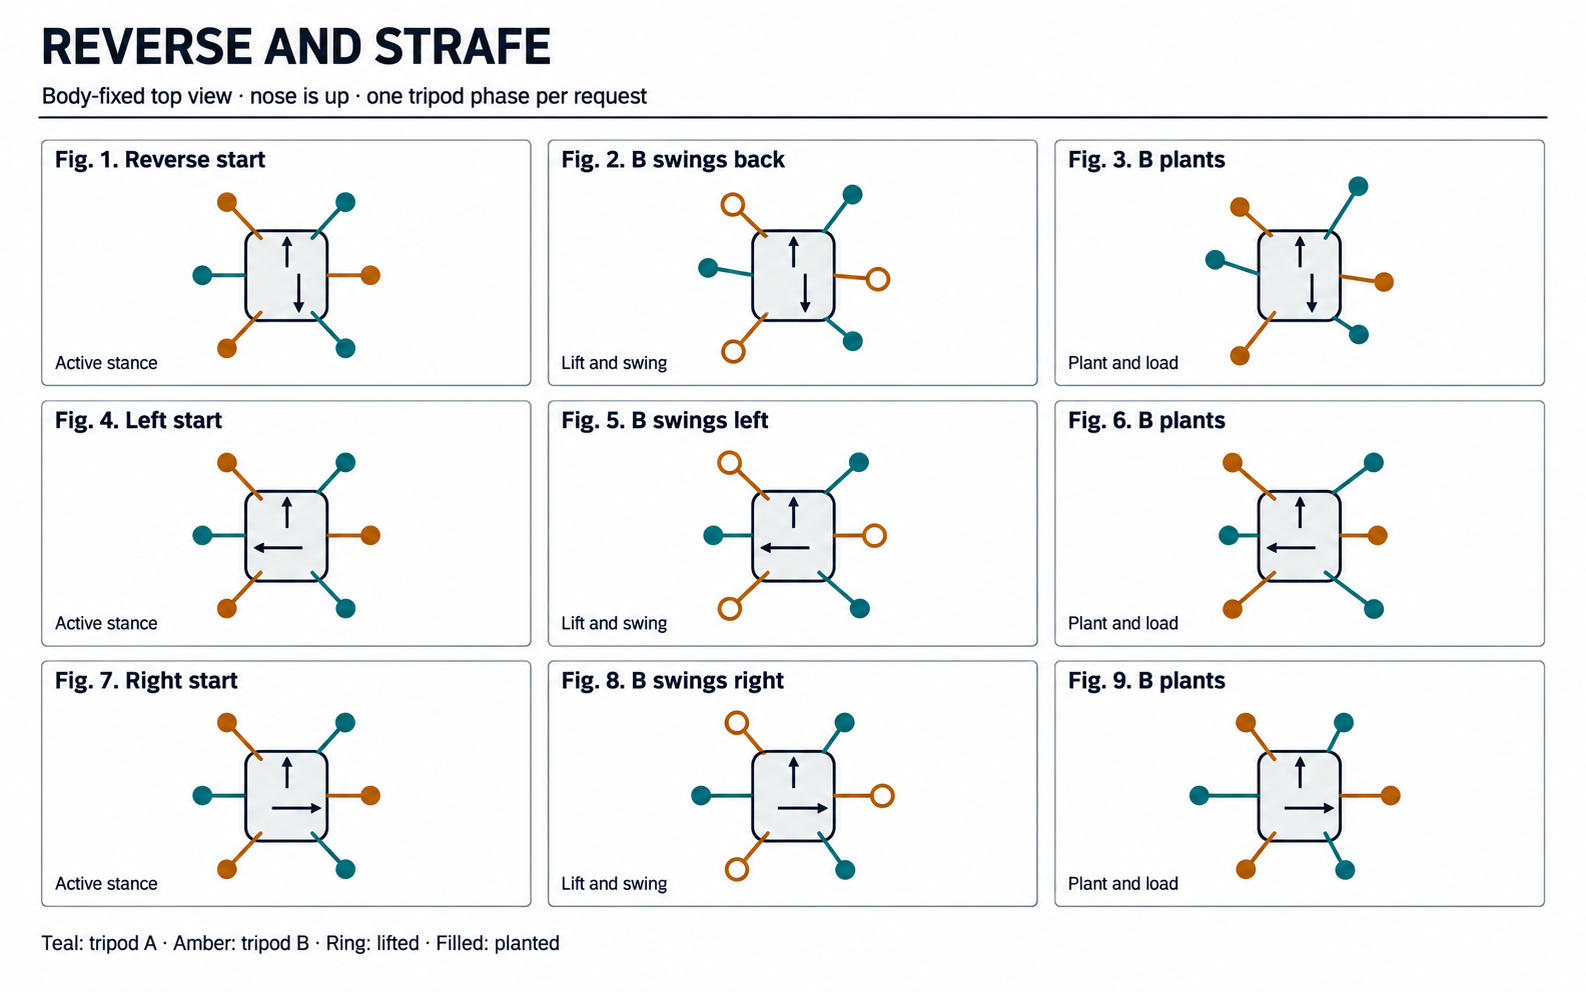 REVERSE AND STRAFE
Body-fixed top view · nose is up · one tripod phase per request
Fig. 1. Reverse start
Active stance
Fig. 2. B swings back
Lift and swing
Fig. 3. B plants
Plant and load
Fig. 4. Left start
Active stance
Fig. 5. B swings left
Lift and swing
Fig. 6. B plants
Plant and load
Fig. 7. Right start
Active stance
Fig. 8. B swings right
Lift and swing
Fig. 9. B plants
Plant and load
Teal: tripod A · Amber: tripod B · Ring: lifted · Filled: planted